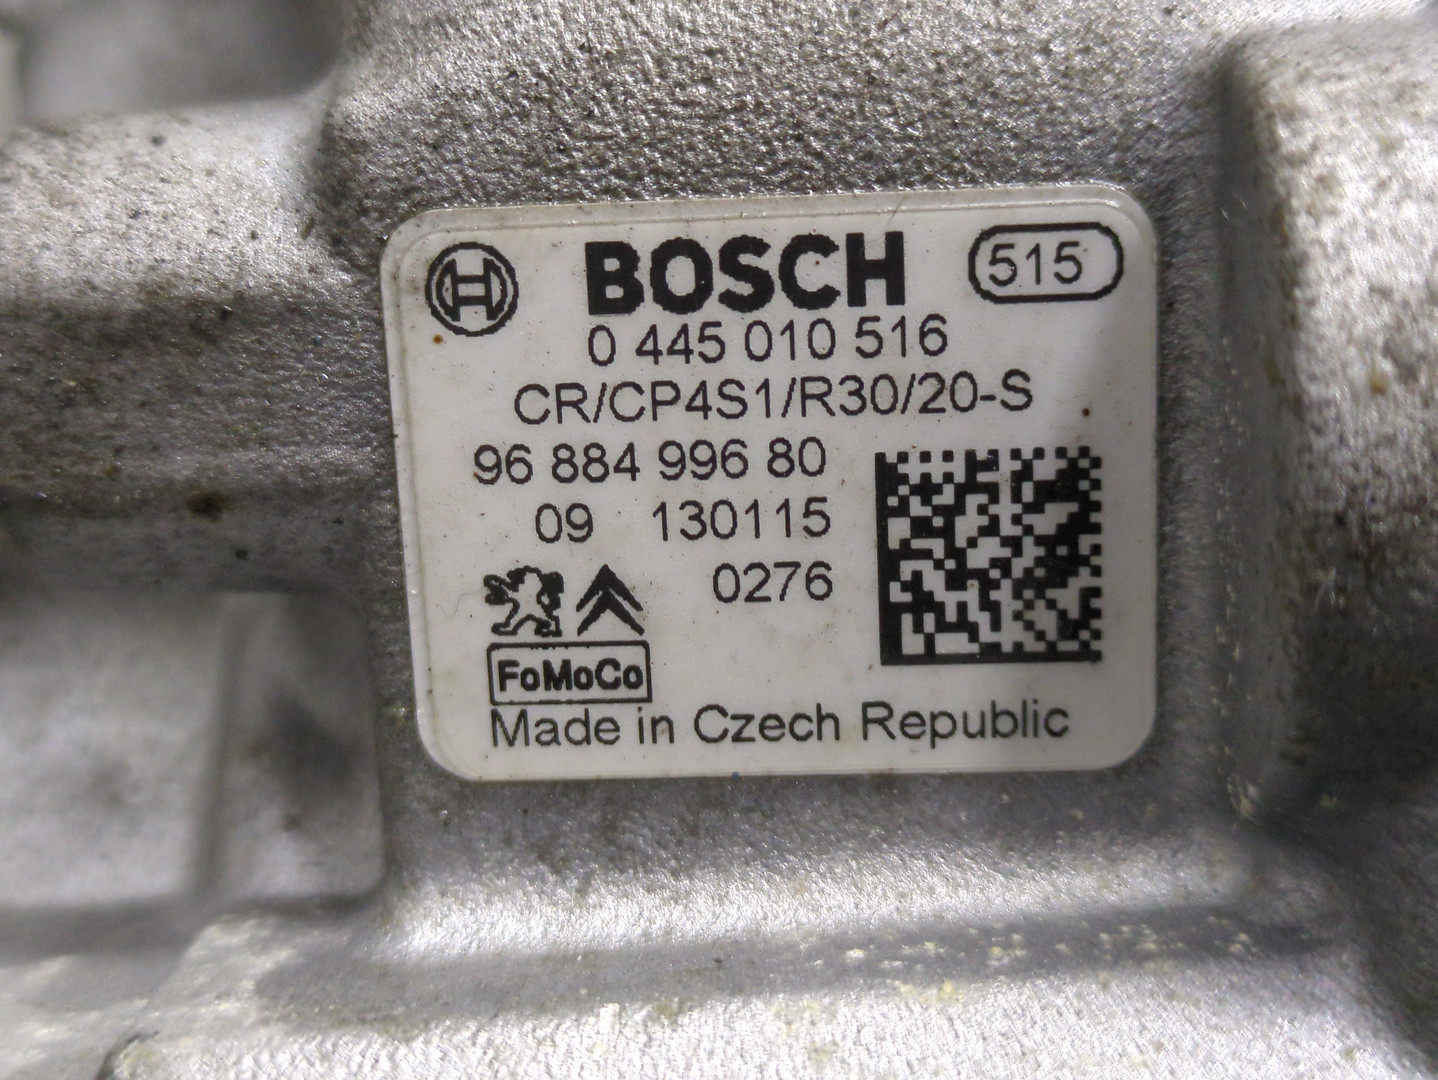 BOSCH 515
0 445 010 516
CR/CP4S1/R30/20-S
96 884 996 80
09 130115
0276
FoMoCo
Made in Czech Republic